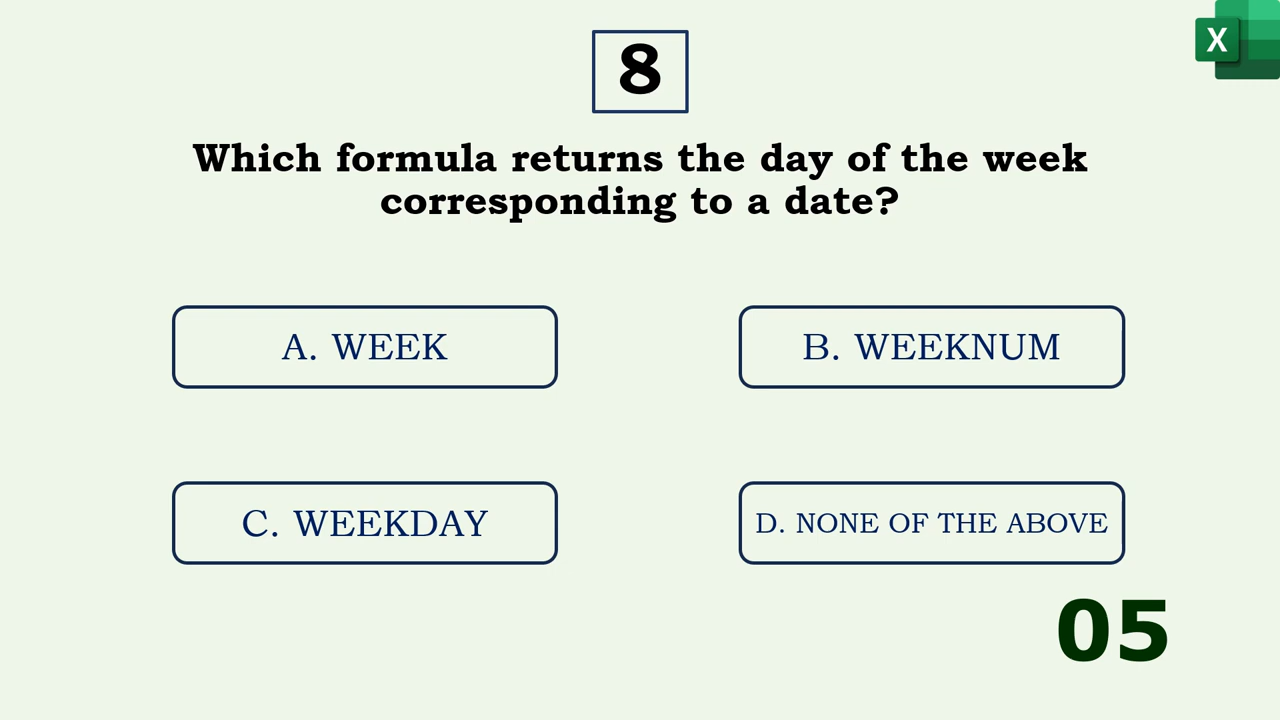 8
X
Which formula returns the day of the week
corresponding to a date?
A. WEEK
B. WEEKNUM
C. WEEKDAY
D. NONE OF THE ABOVE
05